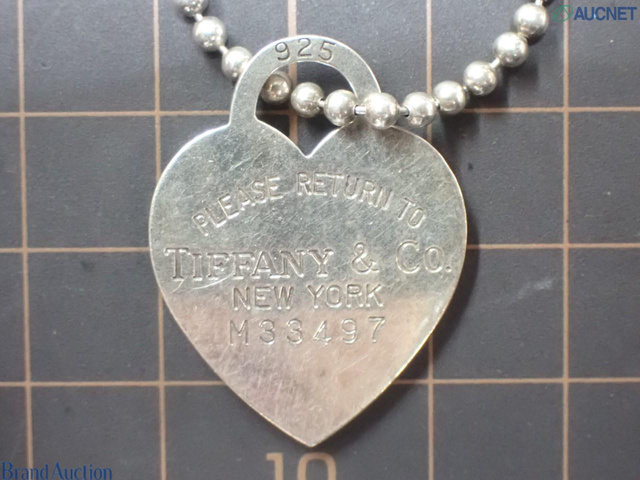 AUCNET
925
PLEASE RETURN TO
TIFFANY & CO.
NEW YORK
M33497
10
Brand Auction